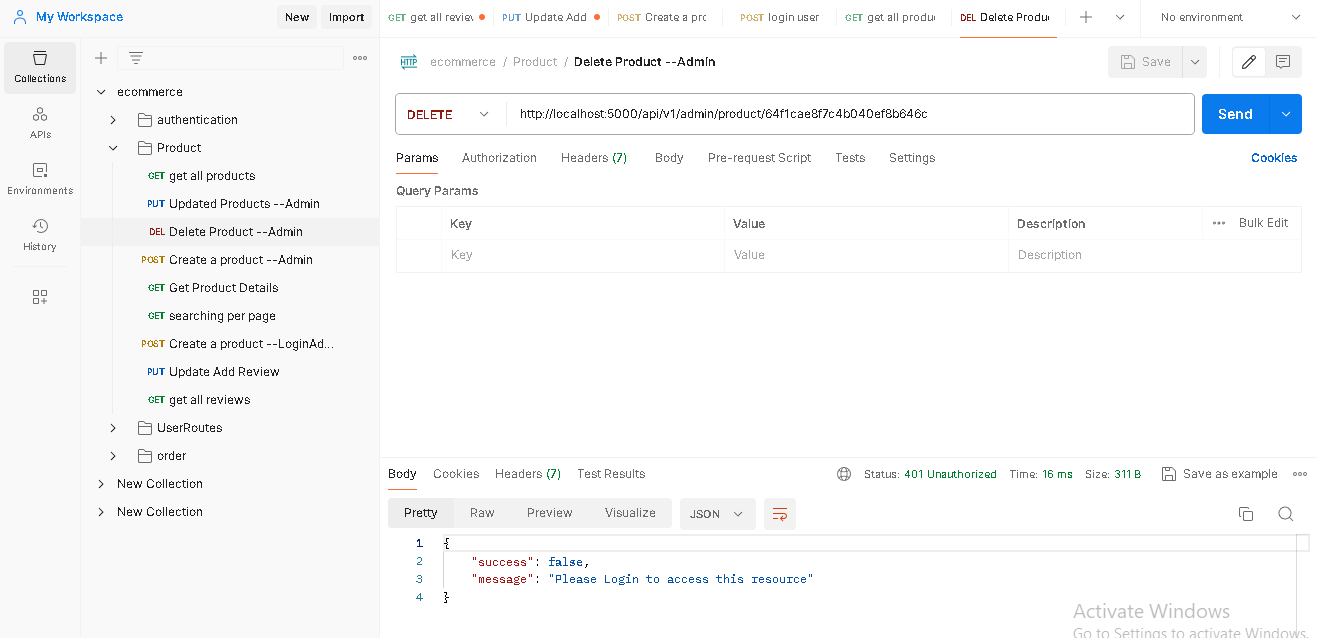 My Workspace
New
Import
GET get all review
PUT Update Add
POST Create a pro
POST login user
GET get all produ
DEL Delete Produ
No environment
Collections
APIs
Environments
History
ecommerce
authentication
Product
GET get all products
PUT Updated Products --Admin
DEL Delete Product --Admin
POST Create a product --Admin
GET Get Product Details
GET searching per page
POST Create a product --LoginAd...
PUT Update Add Review
GET get all reviews
UserRoutes
order
New Collection
New Collection
HTTP ecommerce / Product / Delete Product --Admin
Save
DELETE
http://localhost:5000/api/v1/admin/product/64f1cae8f7c4b040ef8b646c
Send
Params Authorization Headers (7) Body Pre-request Script Tests Settings Cookies
Query Params
Key Value Description Bulk Edit
Key Value Description
Body Cookies Headers (7) Test Results
Status: 401 Unauthorized Time: 16 ms Size: 311 B Save as example
Pretty Raw Preview Visualize JSON
1 {
2 "success": false,
3 "message": "Please Login to access this resource"
4 }
Activate Windows
Go to Settings to activate Windows.